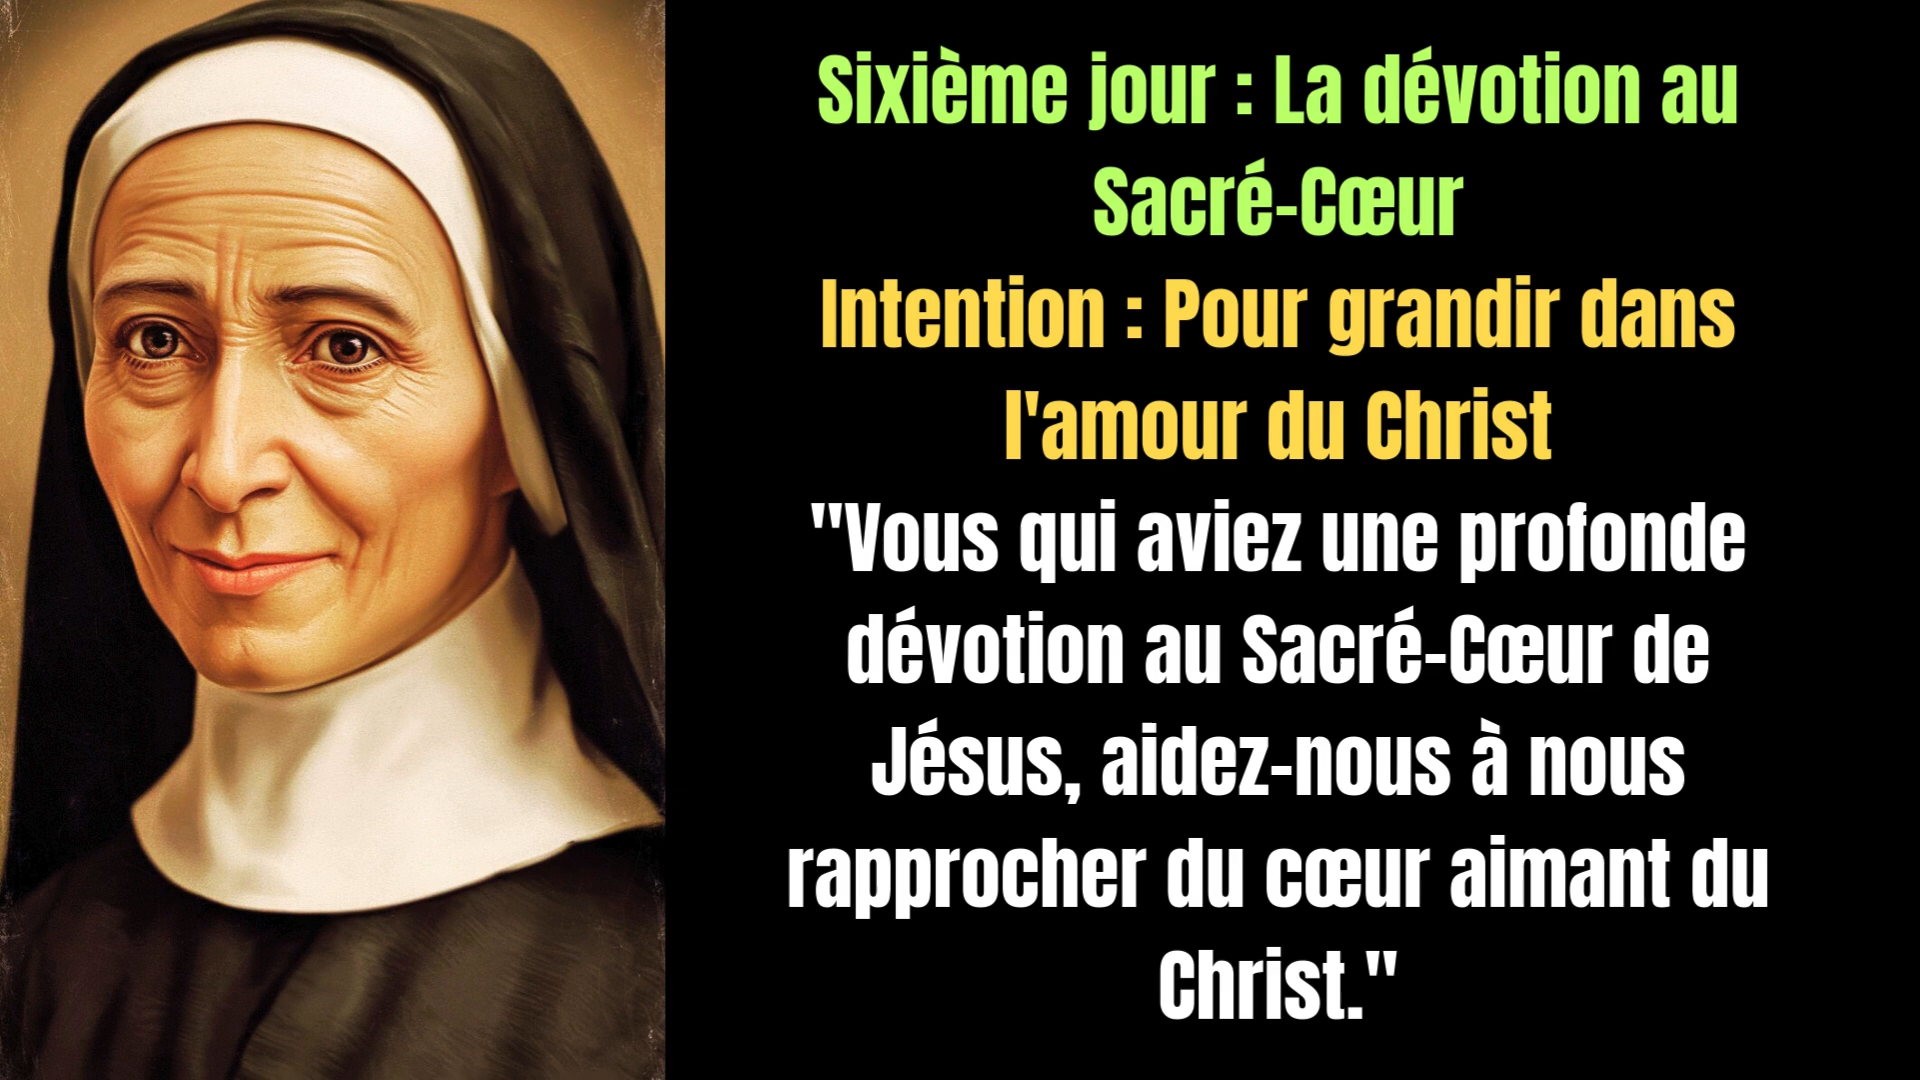 Sixième jour : La dévotion au
Sacré-Cœur
Intention : Pour grandir dans
l'amour du Christ
"Vous qui aviez une profonde
dévotion au Sacré-Cœur de
Jésus, aidez-nous à nous
rapprocher du cœur aimant du
Christ."